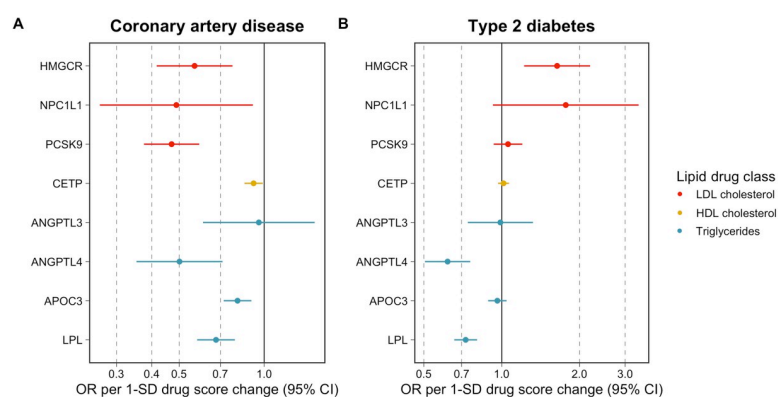 A
Coronary artery disease
HMGCR
NPC1L1
PCSK9
CETP
ANGPTL3
ANGPTL4
APOC3
LPL
0.3 0.4 0.5 1.0
OR per 1-SD drug score change (95% CI)
B
Type 2 diabetes
HMGCR
NPC1L1
PCSK9
CETP
ANGPTL3
ANGPTL4
APOC3
LPL
0.5 0.7 1.0 2.0 3.0
OR per 1-SD drug score change (95% CI)
Lipid drug class
LDL cholesterol
HDL cholesterol
Triglycerides